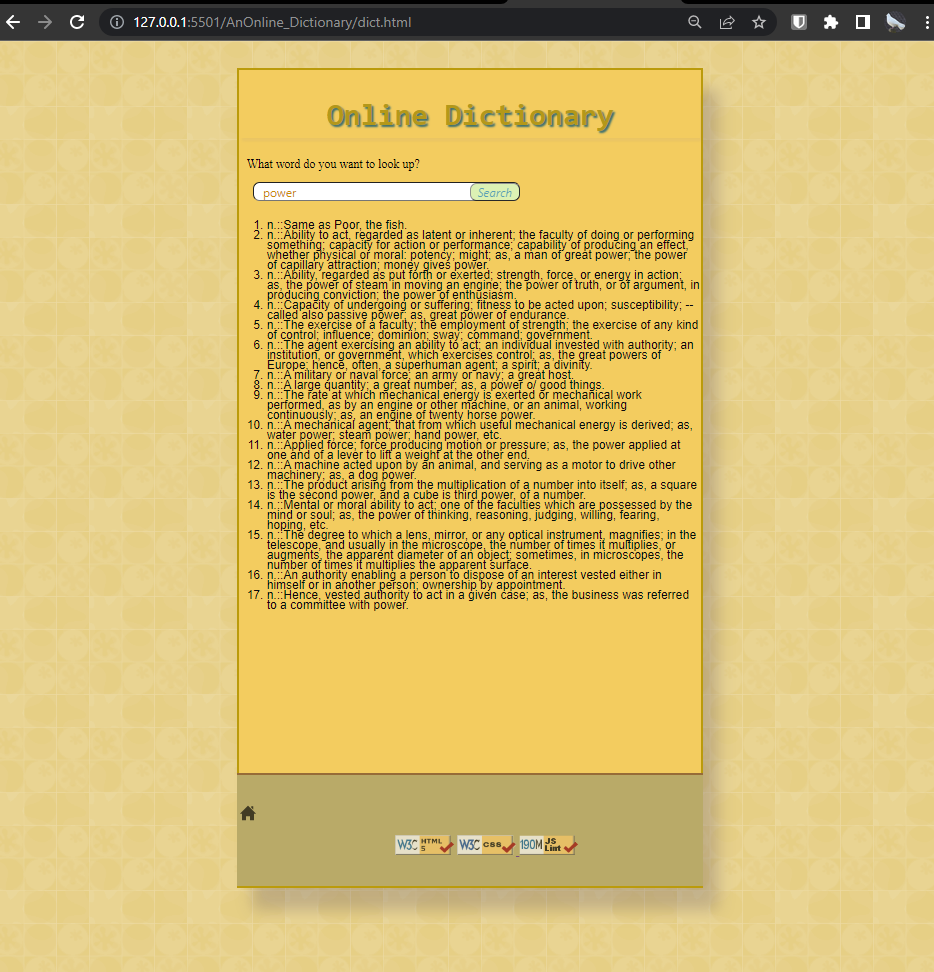 127.0.0.1:5501/AnOnline_Dictionary/dict.html
Online Dictionary
What word do you want to look up?
power Search
1. n.::Same as Poor, the fish.
2. n.::Ability to act, regarded as latent or inherent; the faculty of doing or performing
something; capacity for action or performance; capability of producing an effect,
whether physical or moral: potency; might; as, a man of great power; the power
of capillary attraction; money gives power.
3. n.::Ability, regarded as put forth or exerted; strength, force, or energy in action;
as, the power of steam in moving an engine; the power of truth, or of argument, in
producing conviction; the power of enthusiasm.
4. n.::Capacity of undergoing or suffering; fitness to be acted upon; susceptibility; --
called also passive power; as, great power of endurance.
5. n.::The exercise of a faculty; the employment of strength; the exercise of any kind
of control; influence; dominion; sway; command; government.
6. n.::The agent exercising an ability to act; an individual invested with authority; an
institution, or government, which exercises control; as, the great powers of
Europe; hence, often, a superhuman agent; a spirit; a divinity.
7. n.::A military or naval force; an army or navy; a great host.
8. n.::A large quantity; a great number; as, a power o/ good things.
9. n.::The rate at which mechanical energy is exerted or mechanical work
performed, as by an engine or other machine, or an animal, working
continuously; as, an engine of twenty horse power.
10. n.::A mechanical agent; that from which useful mechanical energy is derived; as,
water power; steam power; hand power, etc.
11. n.::Applied force; force producing motion or pressure; as, the power applied at
one and of a lever to lift a weight at the other end.
12. n.::A machine acted upon by an animal, and serving as a motor to drive other
machinery; as, a dog power.
13. n.::The product arising from the multiplication of a number into itself; as, a square
is the second power, and a cube is third power, of a number.
14. n.::Mental or moral ability to act; one of the faculties which are possessed by the
mind or soul; as, the power of thinking, reasoning, judging, willing, fearing,
hoping, etc.
15. n.::The degree to which a lens, mirror, or any optical instrument, magnifies; in the
telescope, and usually in the microscope, the number of times it multiplies, or
augments, the apparent diameter of an object; sometimes, in microscopes, the
number of times it multiplies the apparent surface.
16. n.::An authority enabling a person to dispose of an interest vested either in
himself or in another person; ownership by appointment.
17. n.::Hence, vested authority to act in a given case; as, the business was referred
to a committee with power.
W3C HTML 5 W3C CSS 190M JS Lint